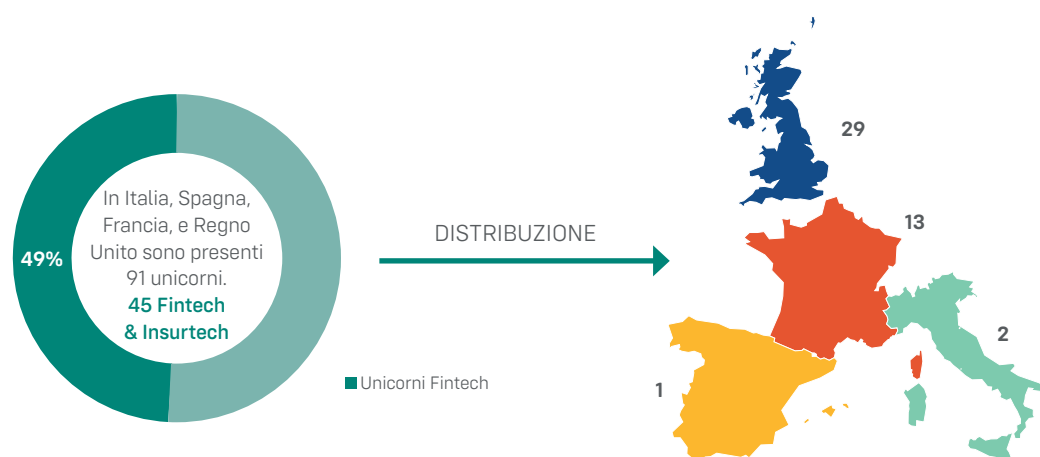 49%
In Italia, Spagna,
Francia, e Regno
Unito sono presenti
91 unicorni.
45 Fintech
& Insurtech
Unicorni Fintech
DISTRIBUZIONE
29
13
2
1